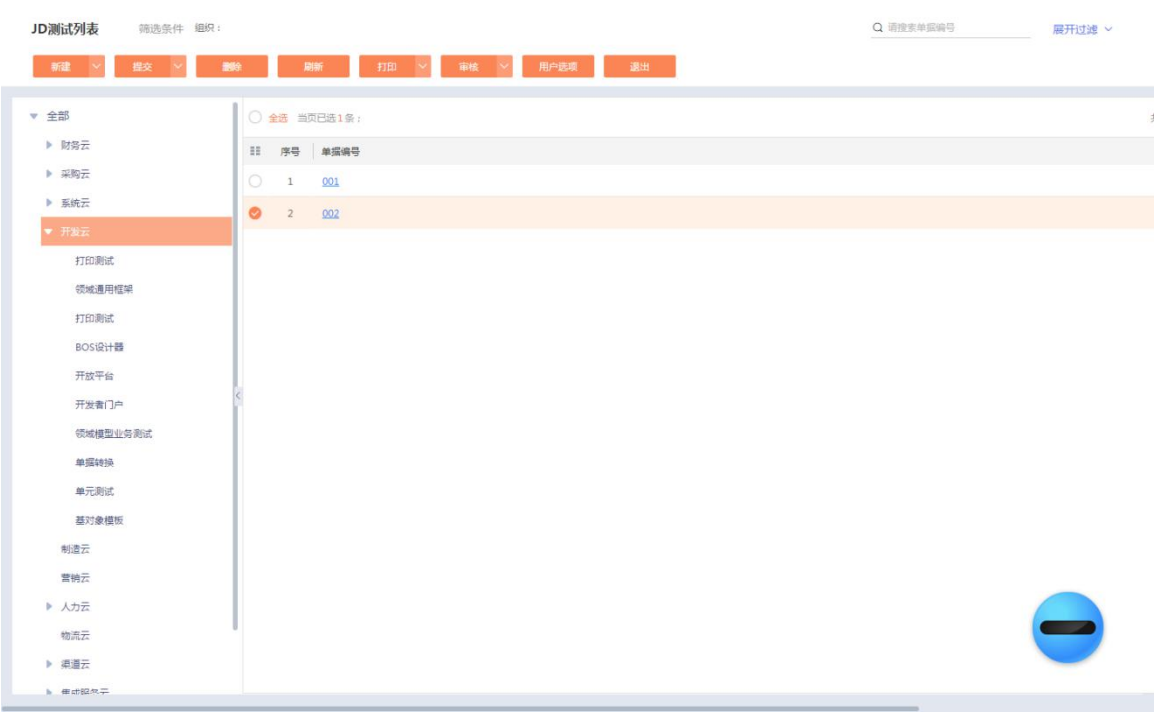 JD测试列表 筛选条件 组织： 请搜索单据编号 展开过滤
新建 提交 删除 刷新 打印 审核 用户选项 退出
全部
全选 当页已选1条：
财务云
序号 单据编号
采购云
1 001
系统云
2 002
开发云
打印测试
领域通用框架
打印测试
BOS设计器
开放平台
开发者门户
领域模型业务测试
单据转换
单元测试
基对象模板
制造云
营销云
人力云
物流云
渠道云
集成服务云